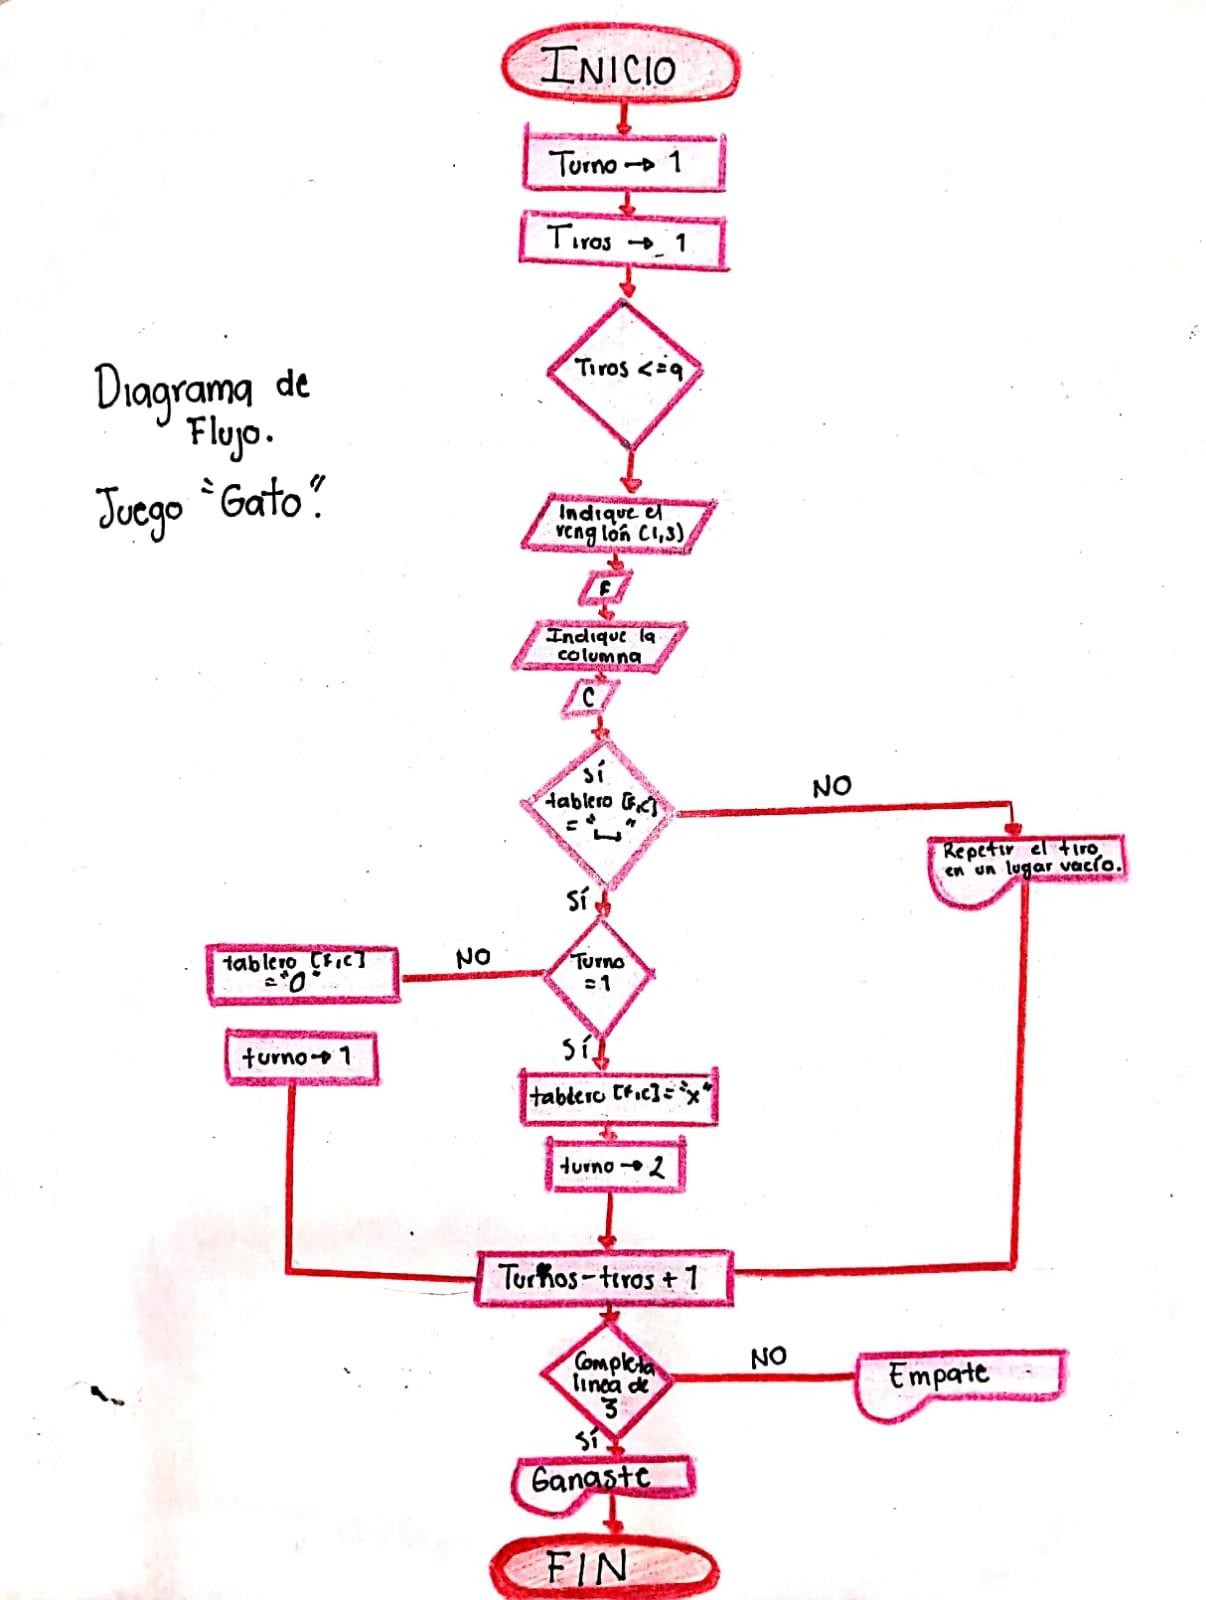 INICIO
Turno → 1
Tiros → 1
Tiros <=9
Diagrama de
Flujo.
Juego "Gato".
Indique el
renglón (1,3)
F
Indique la
columna
C
Sí
tablero [F,C]
= "␣"
NO
Repetir el tiro
en un lugar vacío.
Sí
Turno
=1
NO
tablero [F,C]
="O"
turno→1
Sí
tablero [F,C]="x"
turno→2
Turnos-tiros+1
Completa
linea de
3
NO
Empate
Sí
Ganaste
FIN